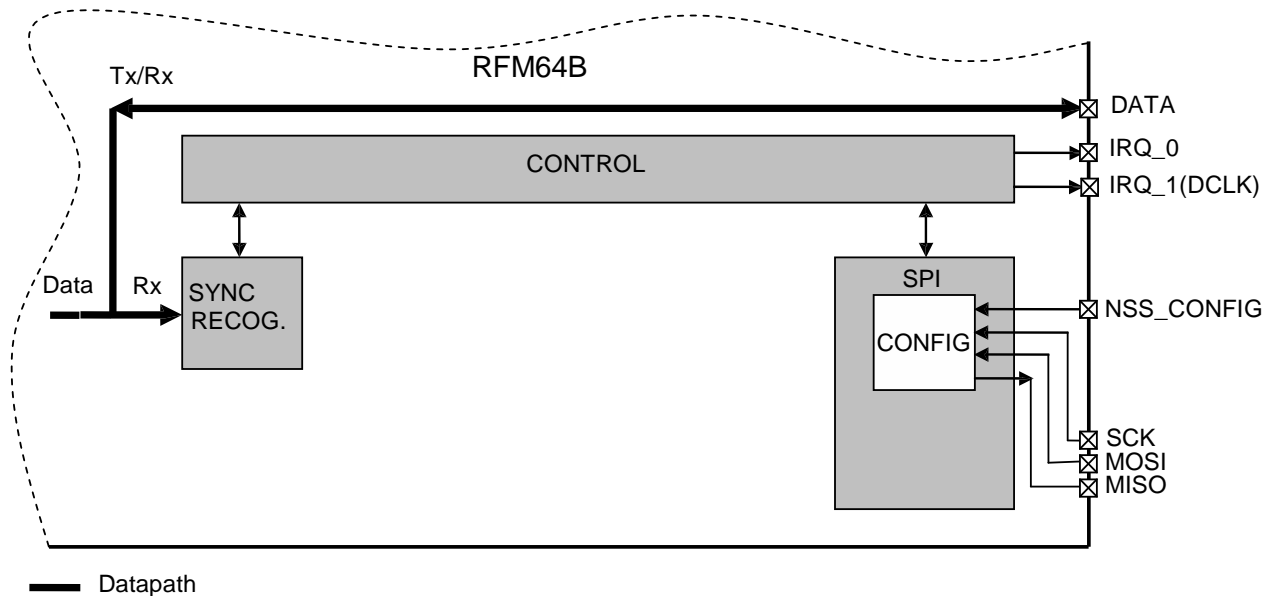 RFM64B
Tx/Rx
DATA
IRQ_0
CONTROL
IRQ_1(DCLK)
Data
Rx
SYNC
RECOG.
SPI
NSS_CONFIG
CONFIG
SCK
MOSI
MISO
Datapath